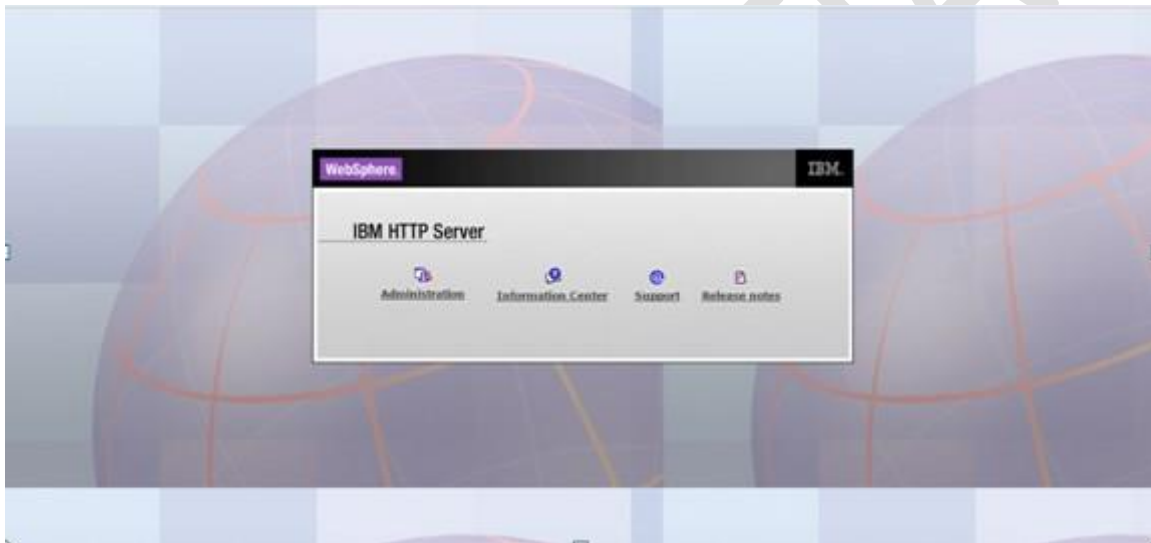 WebSphere. IBM.
IBM HTTP Server
Administration Information Center Support Release notes